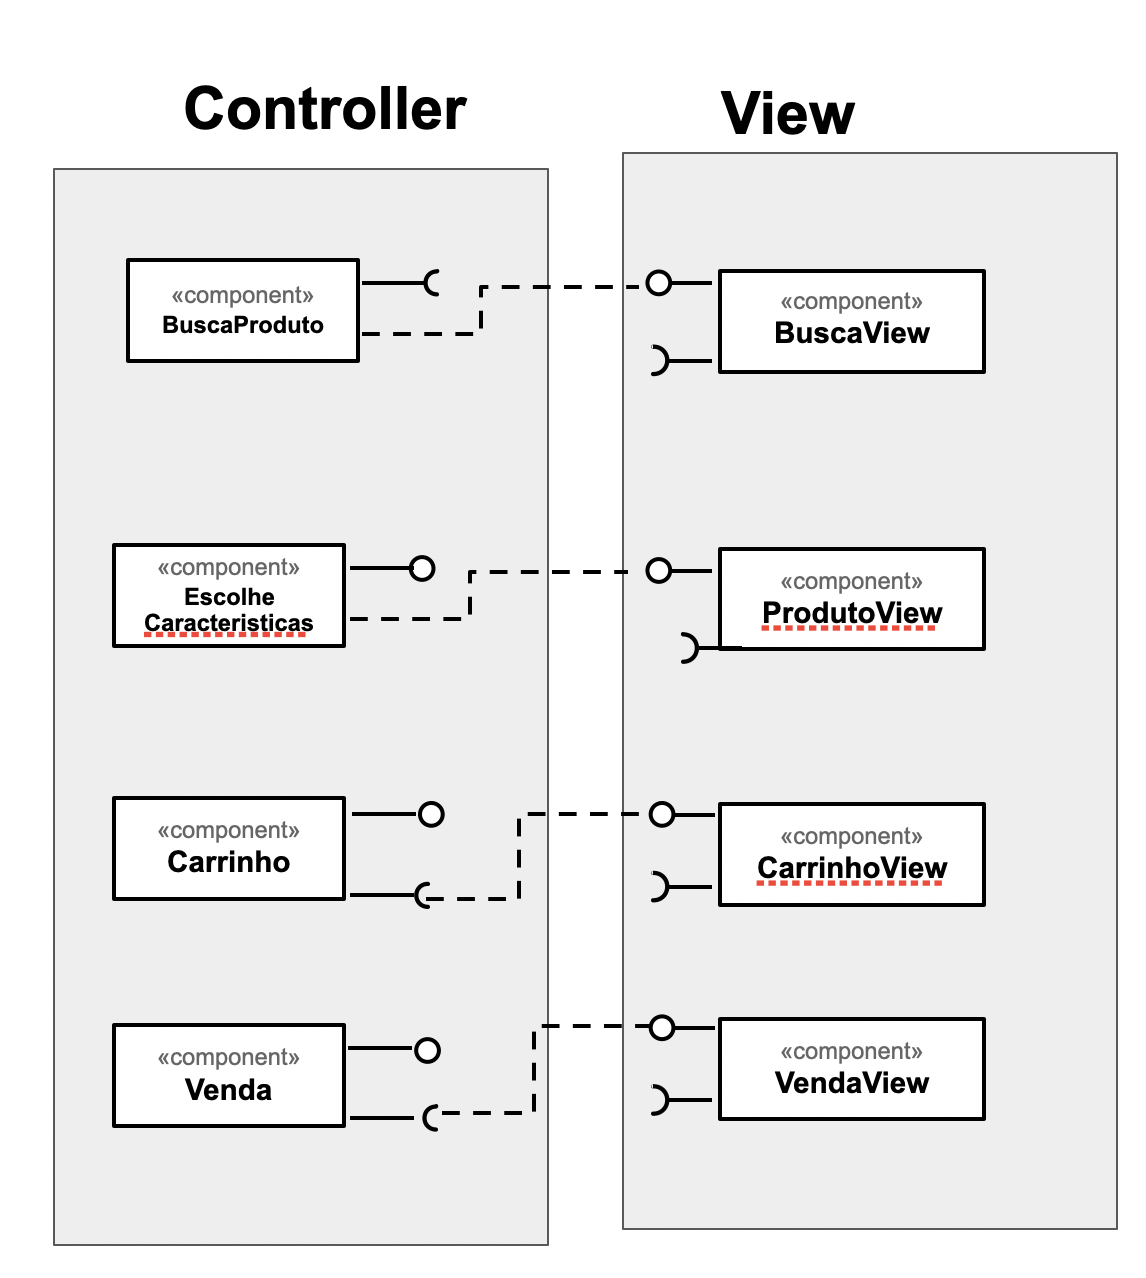 Controller
View
«component»
BuscaProduto
«component»
BuscaView
«component»
Escolhe
Caracteristicas
«component»
ProdutoView
«component»
Carrinho
«component»
CarrinhoView
«component»
Venda
«component»
VendaView